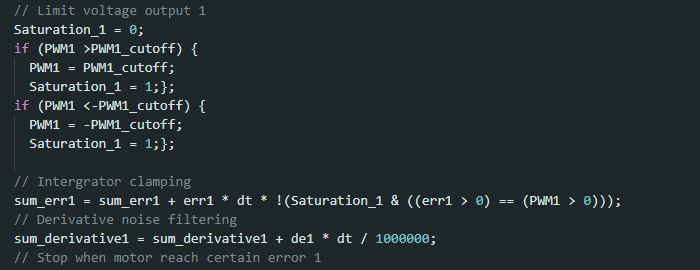 // Limit voltage output 1
Saturation_1 = 0;
if (PWM1 >PWM1_cutoff) {
PWM1 = PWM1_cutoff;
Saturation_1 = 1;};
if (PWM1 <-PWM1_cutoff) {
PWM1 = -PWM1_cutoff;
Saturation_1 = 1;};
// Intergrator clamping
sum_err1 = sum_err1 + err1 * dt * !(Saturation_1 & ((err1 > 0) == (PWM1 > 0)));
// Derivative noise filtering
sum_derivative1 = sum_derivative1 + de1 * dt / 1000000;
// Stop when motor reach certain error 1